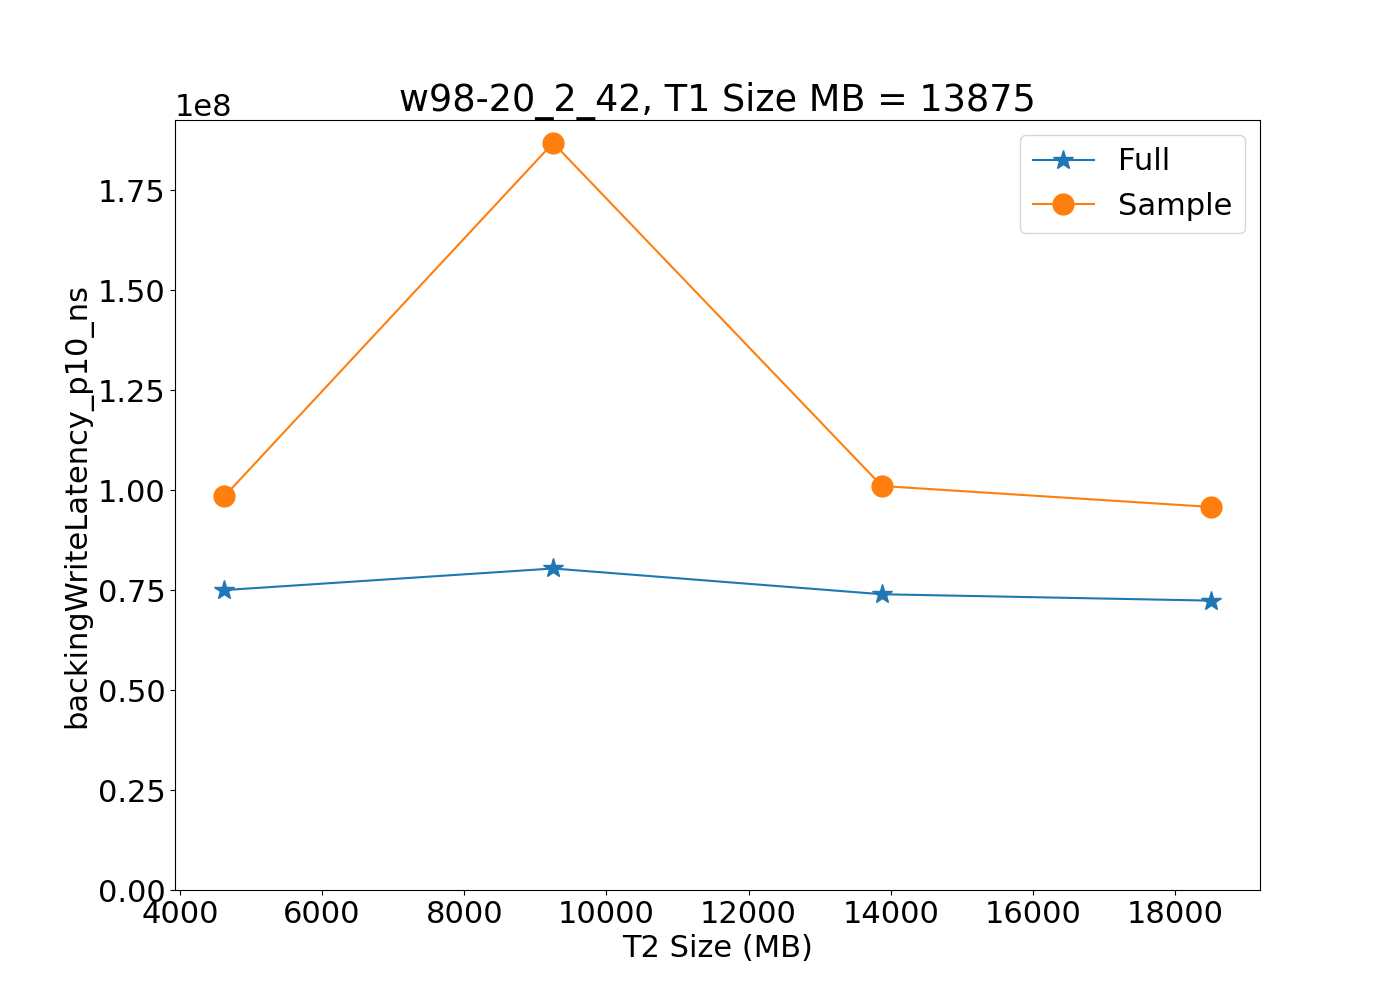 w98-20_2_42, T1 Size MB = 13875
1e8
Full
Sample
backingWriteLatency_p10_ns
1.75
1.50
1.25
1.00
0.75
0.50
0.25
0.00
4000 6000 8000 10000 12000 14000 16000 18000
T2 Size (MB)